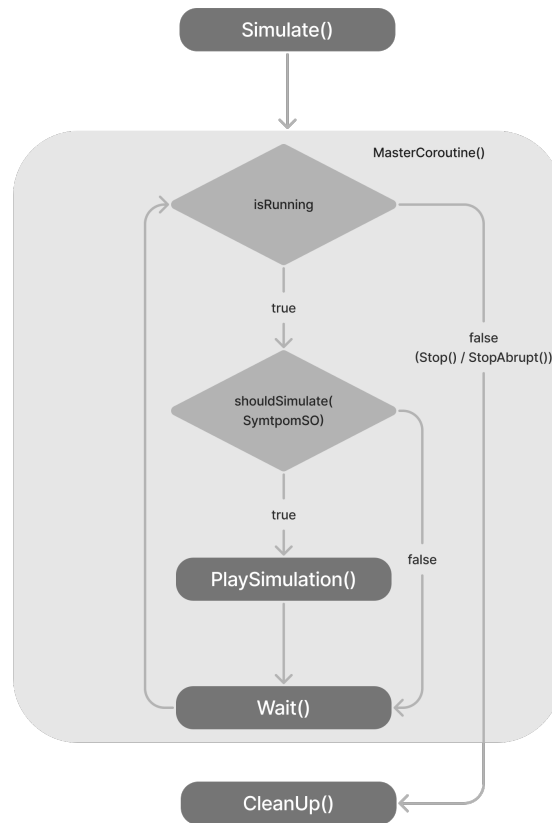 Simulate()
MasterCoroutine()
isRunning
true
false
(Stop() / StopAbrupt())
shouldSimulate(
SymtpomSO)
true
false
PlaySimulation()
Wait()
CleanUp()